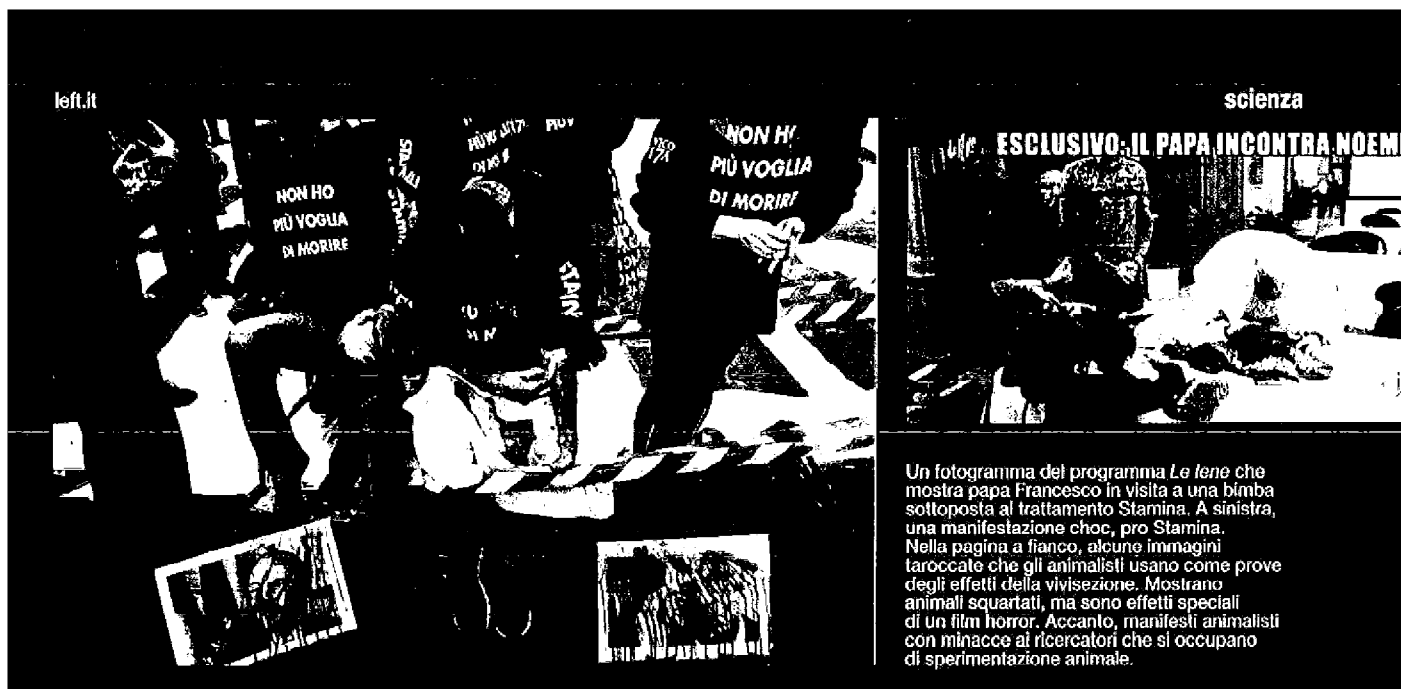 left.it
scienza
NON HO
PIÙ VOGLIA
DI MORIRE
PIÙ
NON
PIÙ VOGLIA
DI MORIRE
ESCLUSIVO: IL PAPA INCONTRA NOEMI
Un fotogramma del programma Le Iene che
mostra papa Francesco in visita a una bimba
sottoposta al trattamento Stamina. A sinistra,
una manifestazione choc, pro Stamina.
Nella pagina a fianco, alcune immagini
taroccate che gli animalisti usano come prove
degli effetti della vivisezione. Mostrano
animali squartati, ma sono effetti speciali
di un film horror. Accanto, manifesti animalisti
con minacce ai ricercatori che si occupano
di sperimentazione animale.